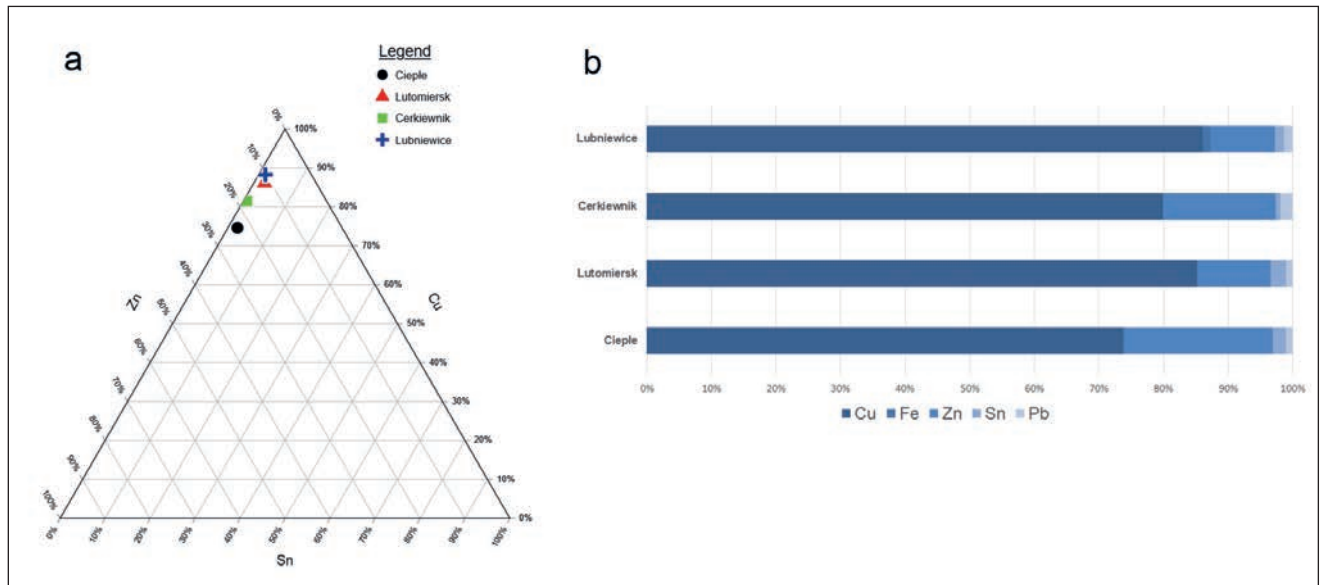 a
Legend
Ciepłe
Lutomiersk
Cerkiewnik
Lubniewice
0%
10%
20%
30%
40%
50%
60%
70%
80%
90%
100%
Zn
100%
90%
80%
70%
60%
50%
40%
30%
20%
10%
0%
Cu
0% 10% 20% 30% 40% 50% 60% 70% 80% 90% 100%
Sn
b
Lubniewice
Cerkiewnik
Lutomiersk
Ciepłe
0% 10% 20% 30% 40% 50% 60% 70% 80% 90% 100%
Cu Fe Zn Sn Pb